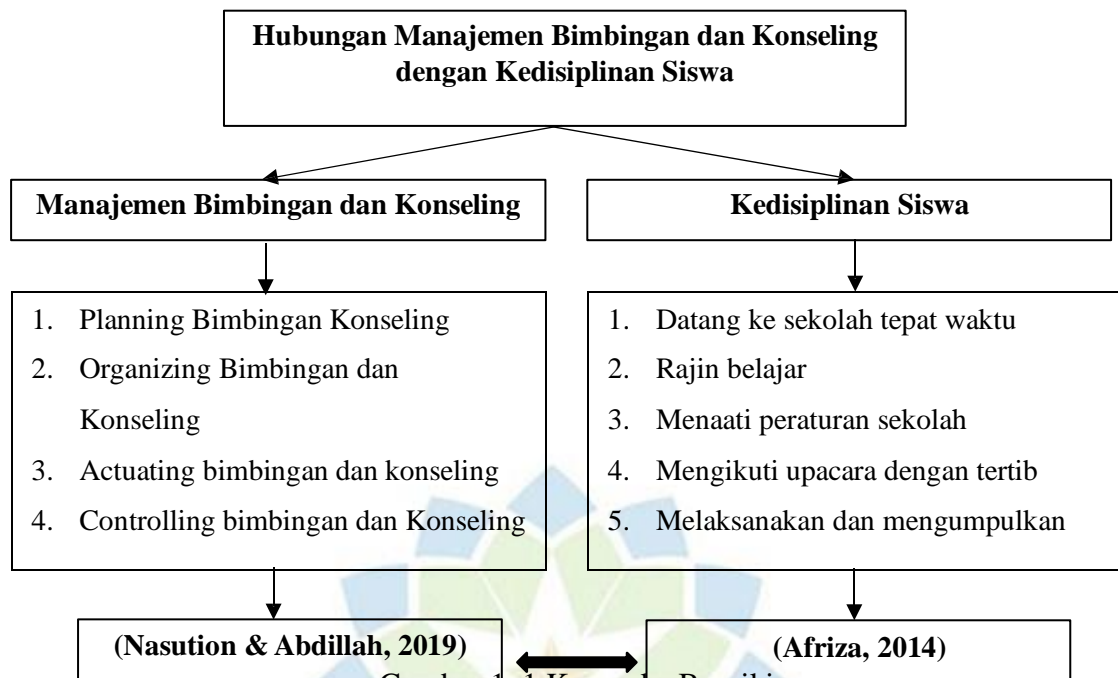 Hubungan Manajemen Bimbingan dan Konseling
dengan Kedisiplinan Siswa
Manajemen Bimbingan dan Konseling
Kedisiplinan Siswa
1. Planning Bimbingan Konseling
2. Organizing Bimbingan dan
Konseling
3. Actuating bimbingan dan konseling
4. Controlling bimbingan dan Konseling
1. Datang ke sekolah tepat waktu
2. Rajin belajar
3. Menaati peraturan sekolah
4. Mengikuti upacara dengan tertib
5. Melaksanakan dan mengumpulkan
(Nasution & Abdillah, 2019)
(Afriza, 2014)